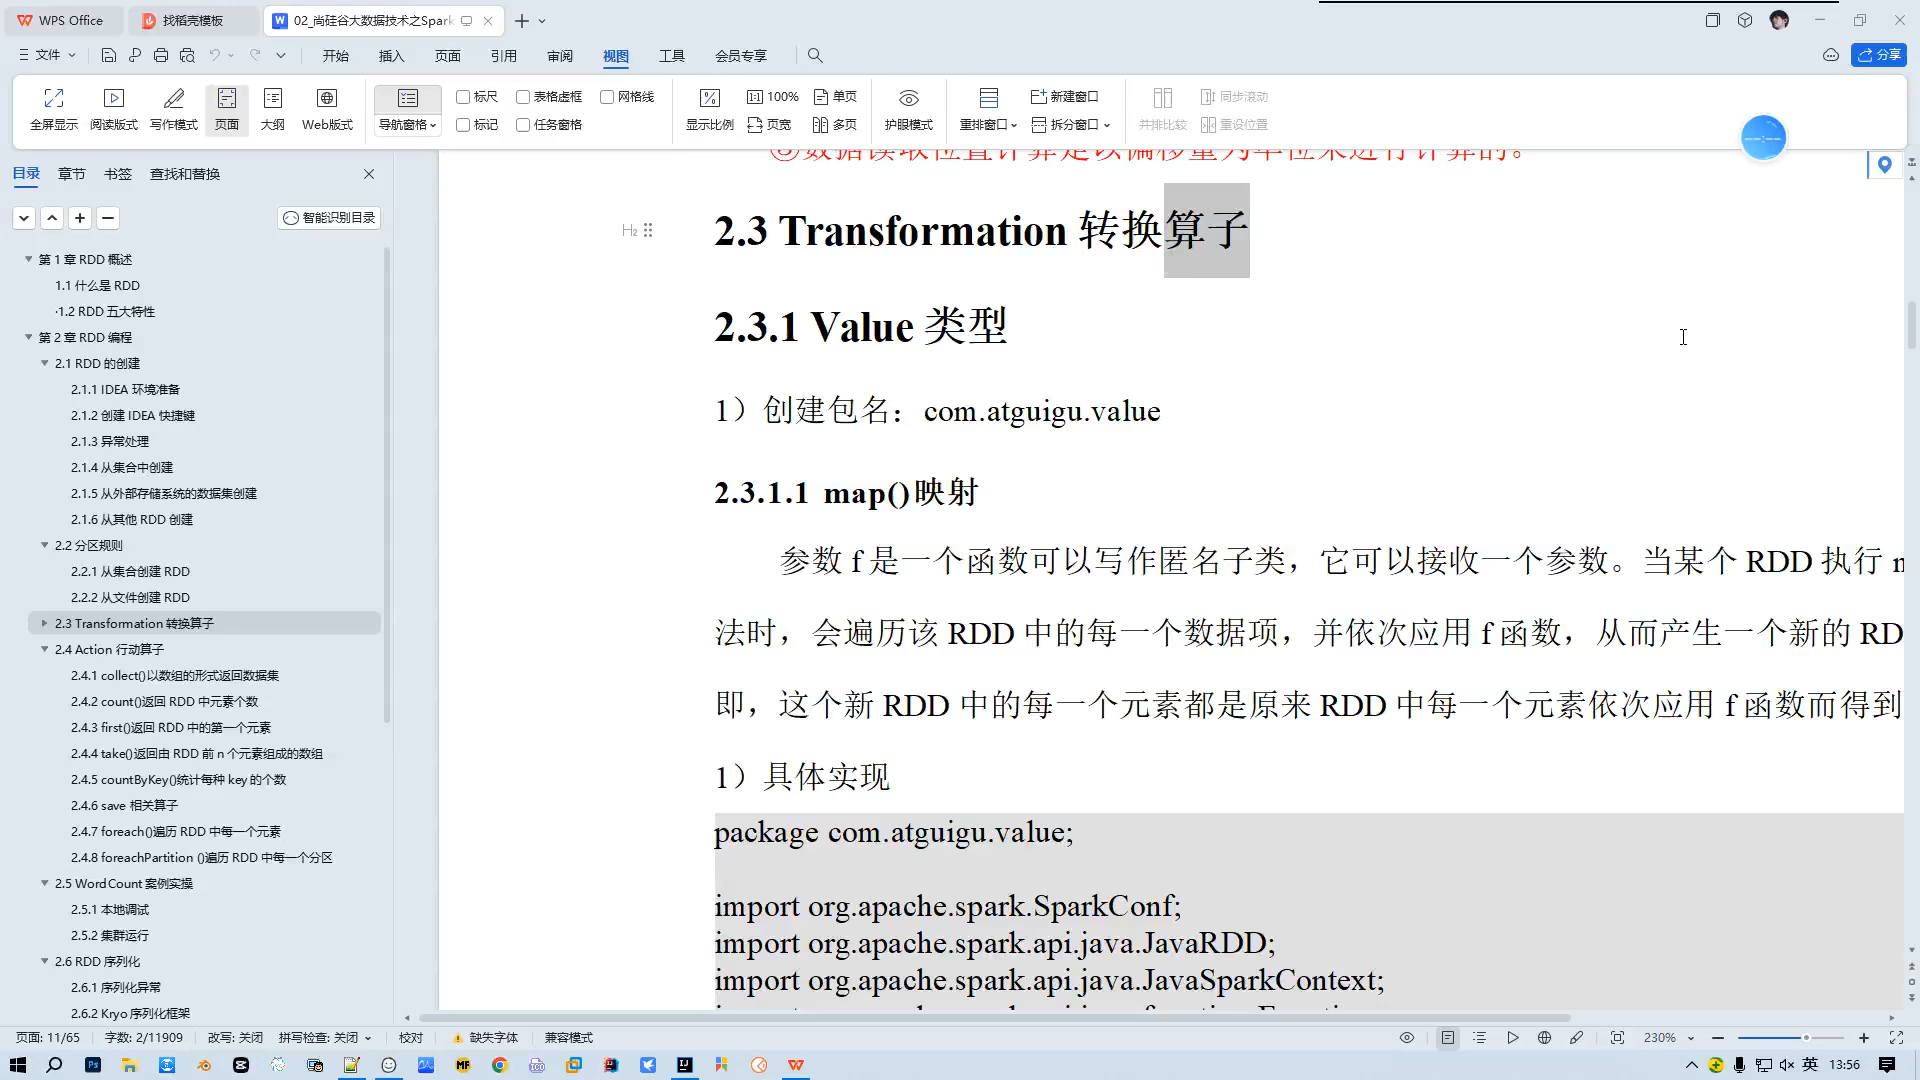 WPS Office
找稻壳模板
02_尚硅谷大数据技术之Spark
文件
开始
插入
页面
引用
审阅
视图
工具
会员专享
分享
全屏显示
阅读版式
写作模式
页面
大纲
Web版式
导航窗格
标尺
表格虚框
网格线
标记
任务窗格
显示比例
100%
单页
页宽
多页
护眼模式
重排窗口
新建窗口
拆分窗口
并排比较
同步滚动
重设位置
目录
章节
书签
查找和替换
智能识别目录
第 1 章 RDD 概述
1.1 什么是 RDD
·1.2 RDD 五大特性
第 2 章 RDD 编程
2.1 RDD 的创建
2.1.1 IDEA 环境准备
2.1.2 创建 IDEA 快捷键
2.1.3 异常处理
2.1.4 从集合中创建
2.1.5 从外部存储系统的数据集创建
2.1.6 从其他 RDD 创建
2.2 分区规则
2.2.1 从集合创建 RDD
2.2.2 从文件创建 RDD
2.3 Transformation 转换算子
2.4 Action 行动算子
2.4.1 collect()以数组的形式返回数据集
2.4.2 count()返回 RDD 中元素个数
2.4.3 first()返回 RDD 中的第一个元素
2.4.4 take()返回由 RDD 前 n 个元素组成的数组
2.4.5 countByKey()统计每种 key 的个数
2.4.6 save 相关算子
2.4.7 foreach()遍历 RDD 中每一个元素
2.4.8 foreachPartition ()遍历 RDD 中每一个分区
2.5 WordCount 案例实操
2.5.1 本地调试
2.5.2 集群运行
2.6 RDD 序列化
2.6.1 序列化异常
2.6.2 Kryo 序列化框架
③数据读取位置计算是以偏移量为单位来进行计算的。
H2
2.3 Transformation 转换算子
2.3.1 Value 类型
1）创建包名：com.atguigu.value
2.3.1.1 map()映射
参数 f 是一个函数可以写作匿名子类，它可以接收一个参数。当某个 RDD 执行
法时，会遍历该 RDD 中的每一个数据项，并依次应用 f 函数，从而产生一个新的 RD
即，这个新 RDD 中的每一个元素都是原来 RDD 中每一个元素依次应用 f 函数而得到
1）具体实现
package com.atguigu.value;
import org.apache.spark.SparkConf;
import org.apache.spark.api.java.JavaRDD;
import org.apache.spark.api.java.JavaSparkContext;
页面: 11/65
字数: 2/11909
改写: 关闭
拼写检查: 关闭
校对
缺失字体
兼容模式
230%
英
13:56